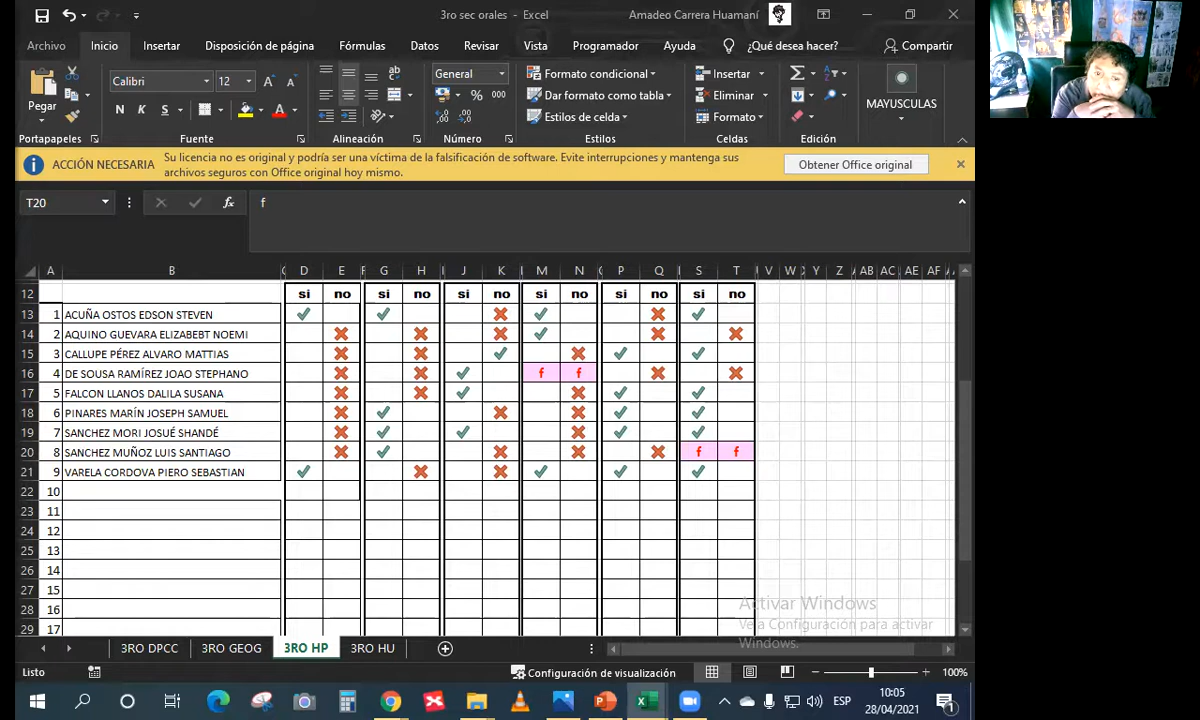 3ro sec orales - Excel
Amadeo Carrera Huamaní
Archivo Inicio Insertar Disposición de página Fórmulas Datos Revisar Vista Programador Ayuda ¿Qué desea hacer? Compartir
Pegar
Calibri 12
N K S
ab
General
% 000
Formato condicional
Dar formato como tabla
Estilos de celda
Insertar
Eliminar
Formato
MAYUSCULAS
Portapapeles Fuente Alineación Número Estilos Celdas Edición
ACCIÓN NECESARIA Su licencia no es original y podría ser una víctima de la falsificación de software. Evite interrupciones y mantenga sus archivos seguros con Office original hoy mismo. Obtener Office original
T20 fx f
A B C D E F G H I J K L M N O P Q R S T V W X Y Z AB AC AE AF
12 si no si no si no si no si no si no
13 1 ACUÑA OSTOS EDSON STEVEN
14 2 AQUINO GUEVARA ELIZABEBT NOEMI
15 3 CALLUPE PÉREZ ALVARO MATTIAS
16 4 DE SOUSA RAMÍREZ JOAO STEPHANO f f
17 5 FALCON LLANOS DALILA SUSANA
18 6 PINARES MARÍN JOSEPH SAMUEL
19 7 SANCHEZ MORI JOSUÉ SHANDÉ
20 8 SANCHEZ MUÑOZ LUIS SANTIAGO f f
21 9 VARELA CORDOVA PIERO SEBASTIAN
22 10
23 11
24 12
25 13
26 14
27 15
28 16
29 17
Activar Windows
Ve a Configuración para activar
Windows.
3RO DPCC 3RO GEOG 3RO HP 3RO HU
Listo Configuración de visualización 100%
ESP
10:05
28/04/2021
1